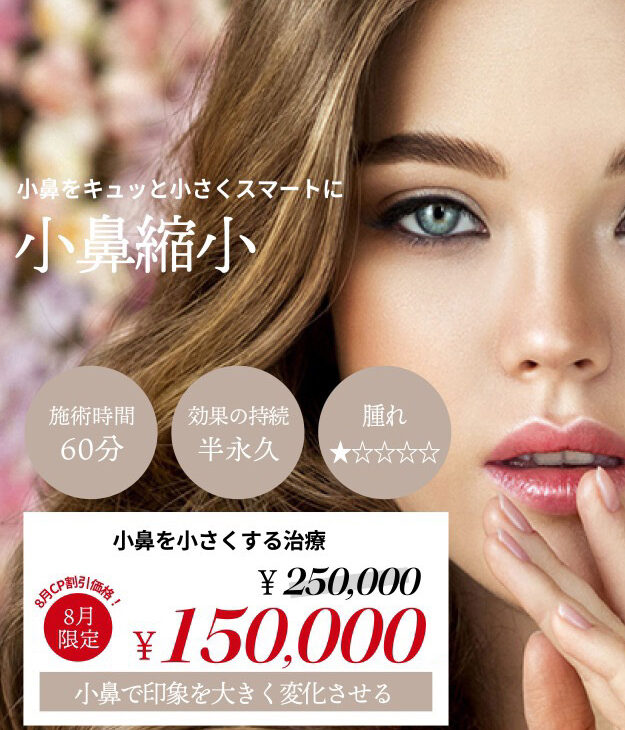 小鼻をキュッと小さくスマートに
小鼻縮小
施術時間
60分
効果の持続
半永久
腫れ
★☆☆☆☆
小鼻を小さくする治療
8月CP割引価格！
8月
限定
¥ 250,000
¥ 150,000
小鼻で印象を大きく変化させる